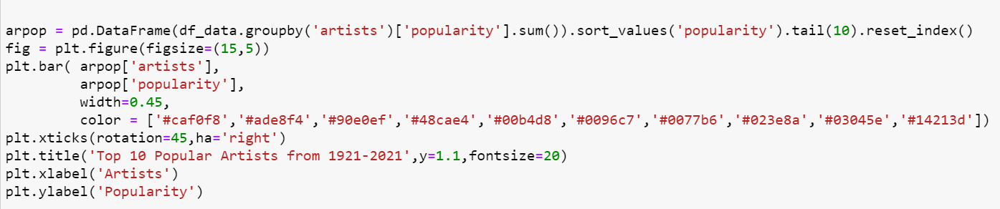 arpop = pd.DataFrame(df_data.groupby('artists')['popularity'].sum()).sort_values('popularity').tail(10).reset_index()
fig = plt.figure(figsize=(15,5))
plt.bar( arpop['artists'],
         arpop['popularity'],
         width=0.45,
         color = ['#caf0f8','#ade8f4','#90e0ef','#48cae4','#00b4d8','#0096c7','#0077b6','#023e8a','#03045e','#14213d'])
plt.xticks(rotation=45,ha='right')
plt.title('Top 10 Popular Artists from 1921-2021',y=1.1,fontsize=20)
plt.xlabel('Artists')
plt.ylabel('Popularity')